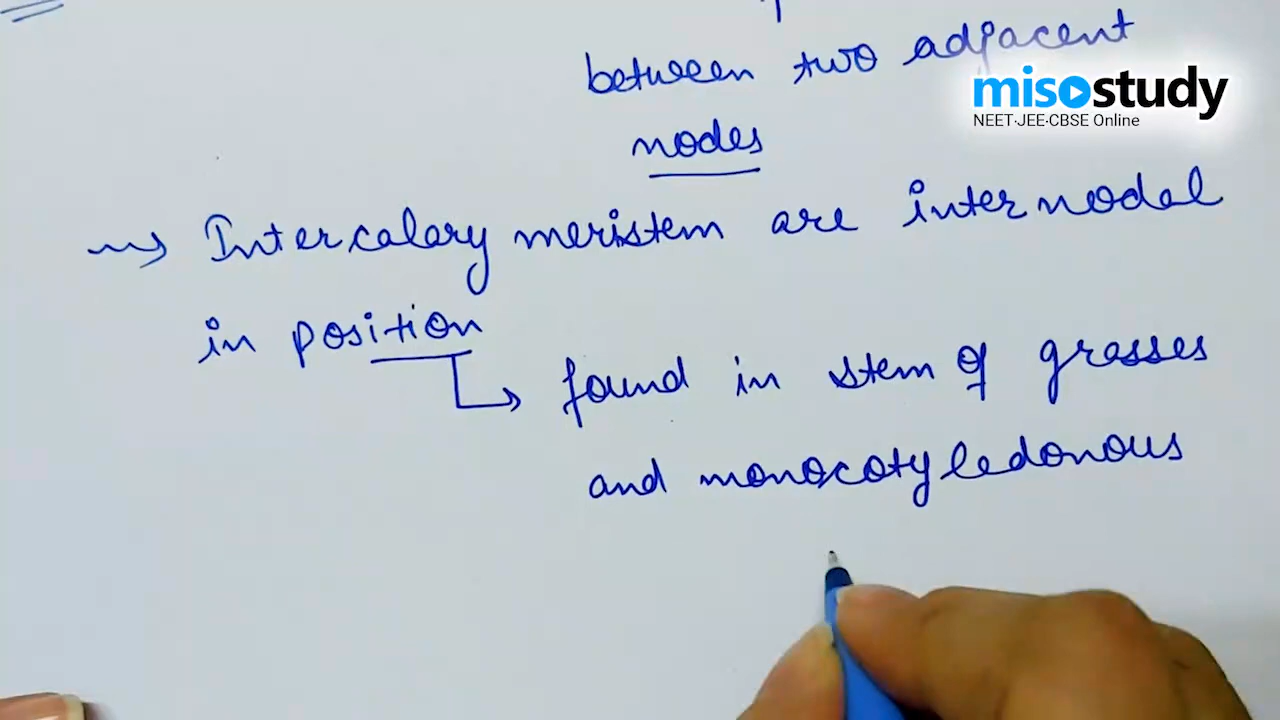 between two adjacent
misostudy
NEET·JEE·CBSE Online
nodes
Intercalary meristem are internodal
in position
found in stem of grasses
and monocotyledonous